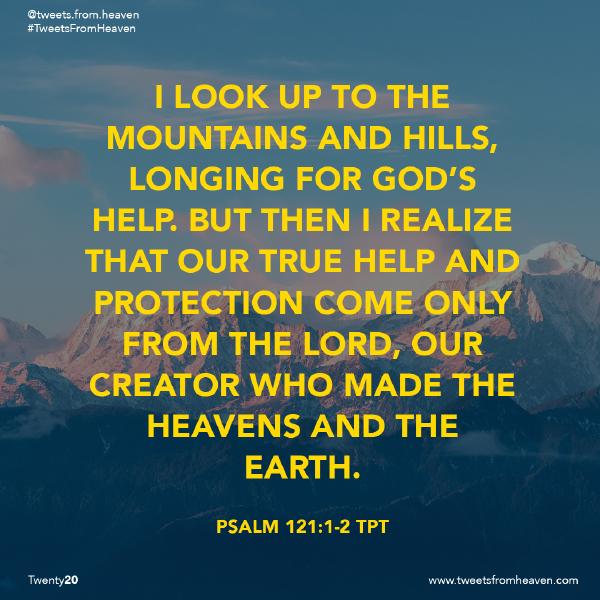 @tweets.from.heaven
#TweetsFromHeaven
I LOOK UP TO THE
MOUNTAINS AND HILLS,
LONGING FOR GOD'S
HELP. BUT THEN I REALIZE
THAT OUR TRUE HELP AND
PROTECTION COME ONLY
FROM THE LORD, OUR
CREATOR WHO MADE THE
HEAVENS AND THE
EARTH.
PSALM 121:1-2 TPT
Twenty20
www.tweetsfromheaven.com